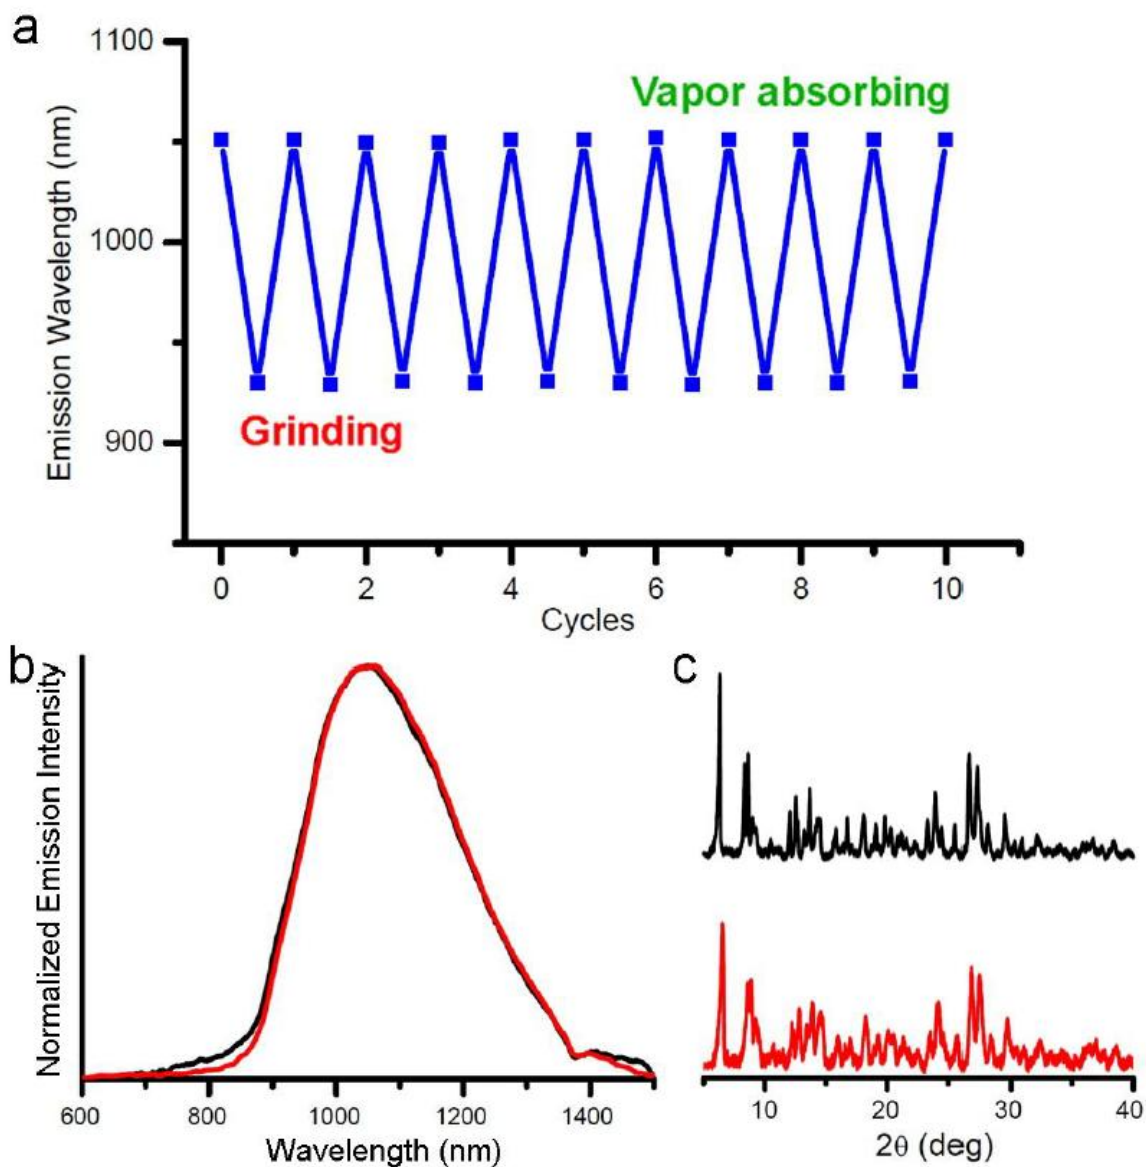 a
1100
1000
900
Emission Wavelength (nm)
Vapor absorbing
Grinding
0 2 4 6 8 10
Cycles
b
Normalized Emission Intensity
600 800 1000 1200 1400
Wavelength (nm)
c
10 20 30 40
2θ (deg)